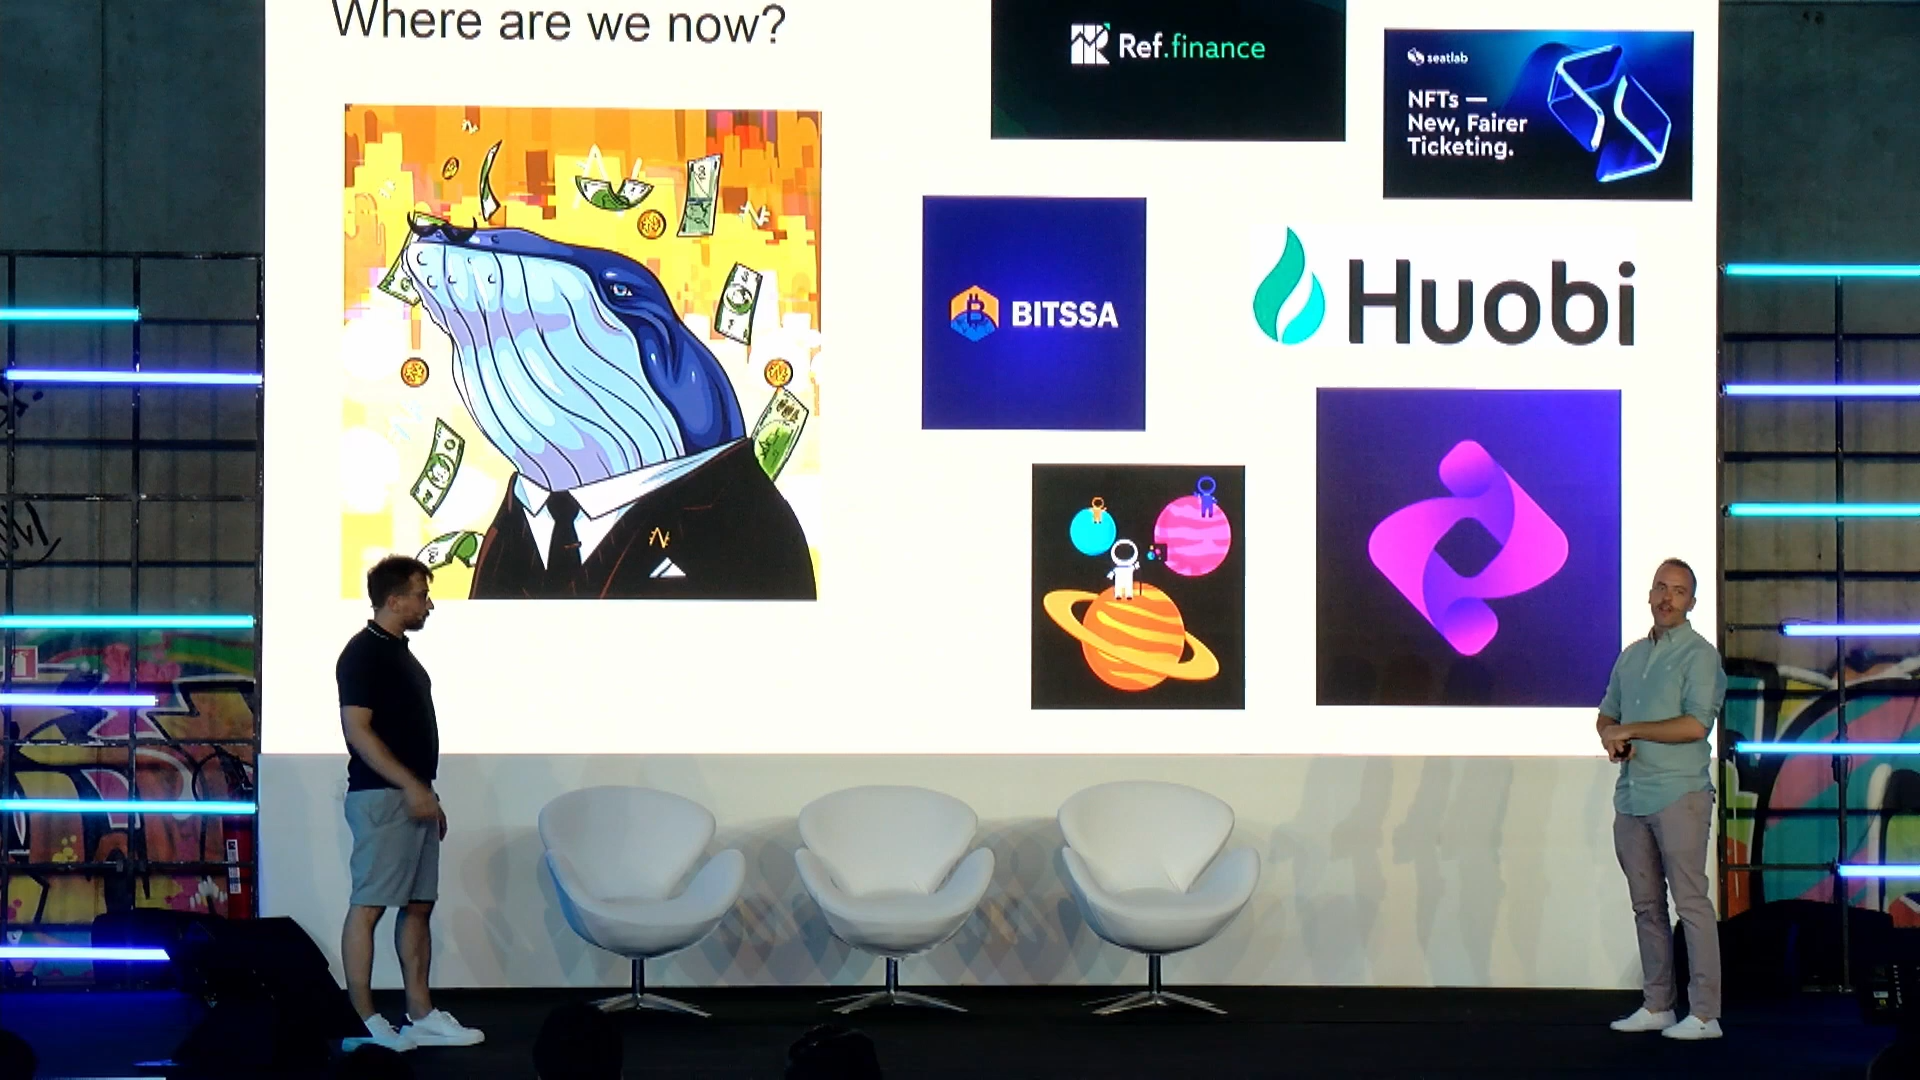 Where are we now?
Ref.finance
seatlab
NFTs —
New, Fairer
Ticketing.
BITSSA
Huobi